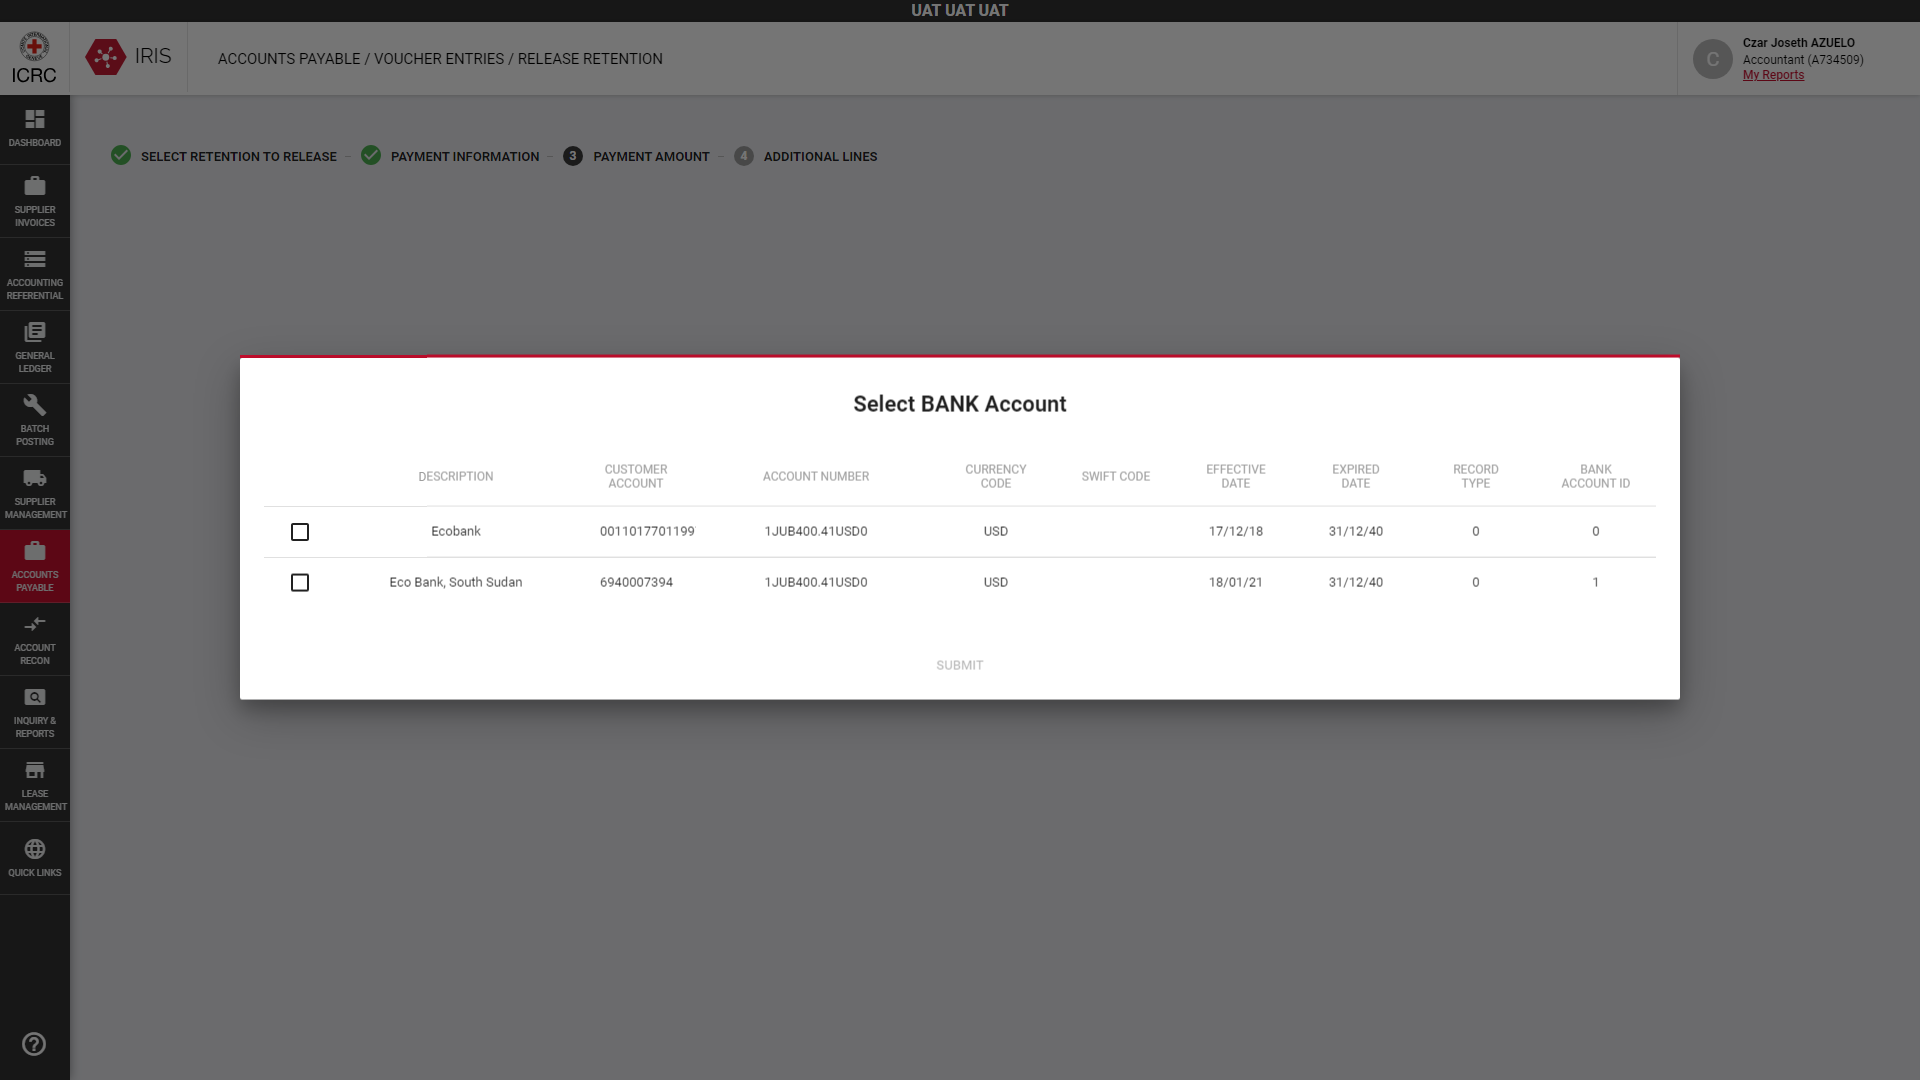 UAT UAT UAT
ICRC
IRIS
ACCOUNTS PAYABLE / VOUCHER ENTRIES / RELEASE RETENTION
C
Czar Joseth AZUELO
Accountant (A734509)
My Reports
DASHBOARD
SUPPLIER
INVOICES
ACCOUNTING
REFERENTIAL
GENERAL
LEDGER
BATCH
POSTING
SUPPLIER
MANAGEMENT
ACCOUNTS
PAYABLE
ACCOUNT
RECON
INQUIRY &
REPORTS
LEASE
MANAGEMENT
QUICK LINKS
SELECT RETENTION TO RELEASE
PAYMENT INFORMATION
3 PAYMENT AMOUNT
4 ADDITIONAL LINES
Select BANK Account
DESCRIPTION CUSTOMER ACCOUNT ACCOUNT NUMBER CURRENCY CODE SWIFT CODE EFFECTIVE DATE EXPIRED DATE RECORD TYPE BANK ACCOUNT ID
Ecobank 0011017701199 1JUB400.41USD0 USD 17/12/18 31/12/40 0 0
Eco Bank, South Sudan 6940007394 1JUB400.41USD0 USD 18/01/21 31/12/40 0 1
SUBMIT